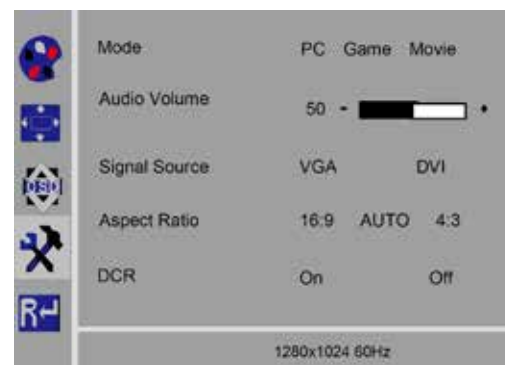 Mode PC Game Movie
Audio Volume 50 - +
Signal Source VGA DVI
OSD
Aspect Ratio 16:9 AUTO 4:3
DCR On Off
R
1280x1024 60Hz